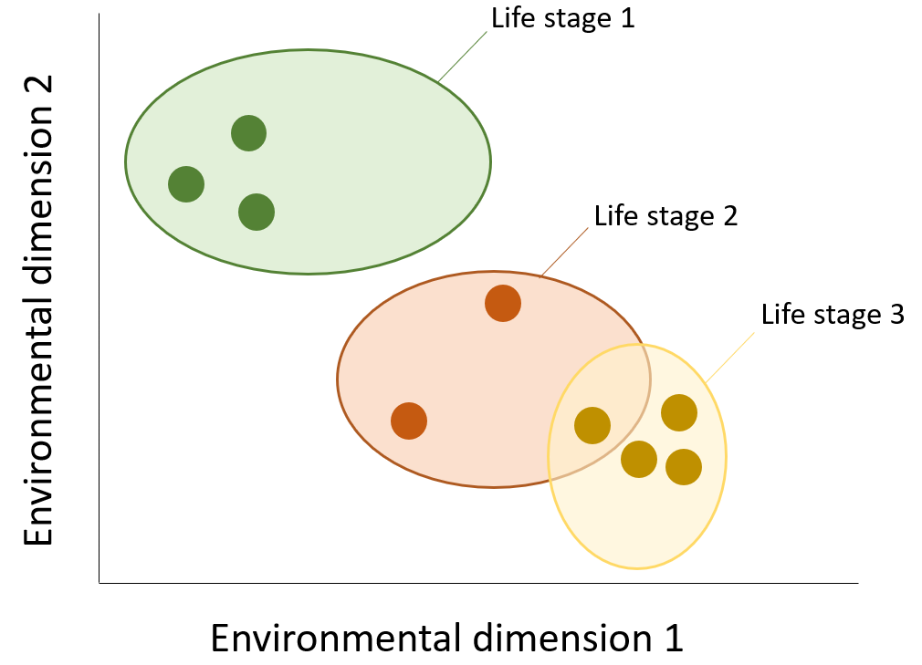 Life stage 1
Environmental dimension 2
Life stage 2
Life stage 3
Environmental dimension 1